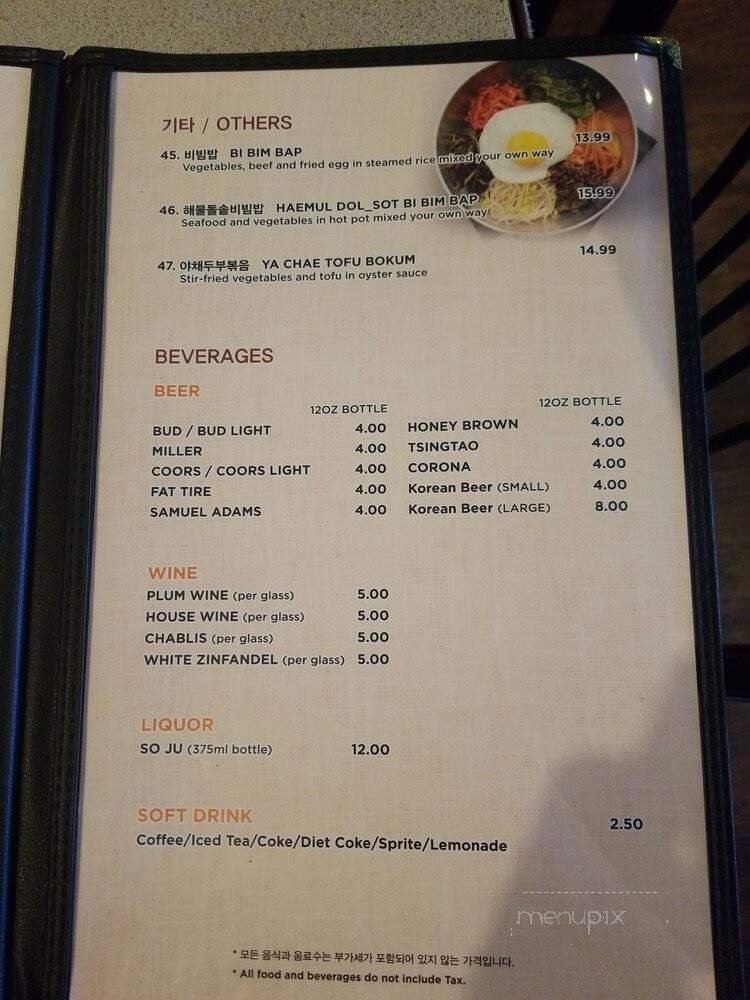 기타 / OTHERS
45. 비빔밥 BI BIM BAP 13.99
Vegetables, beef and fried egg in steamed rice mixed your own way
46. 해물돌솥비빔밥 HAEMUL DOL_SOT BI BIM BAP 15.99
Seafood and vegetables in hot pot mixed your own way
47. 야채두부볶음 YA CHAE TOFU BOKUM 14.99
Stir-fried vegetables and tofu in oyster sauce
BEVERAGES
BEER
12OZ BOTTLE
BUD / BUD LIGHT 4.00
MILLER 4.00
COORS / COORS LIGHT 4.00
FAT TIRE 4.00
SAMUEL ADAMS 4.00
12OZ BOTTLE
HONEY BROWN 4.00
TSINGTAO 4.00
CORONA 4.00
Korean Beer (SMALL) 4.00
Korean Beer (LARGE) 8.00
WINE
PLUM WINE (per glass) 5.00
HOUSE WINE (per glass) 5.00
CHABLIS (per glass) 5.00
WHITE ZINFANDEL (per glass) 5.00
LIQUOR
SO JU (375ml bottle) 12.00
SOFT DRINK 2.50
Coffee/Iced Tea/Coke/Diet Coke/Sprite/Lemonade
menupix
* 모든 음식과 음료수는 부가세가 포함되어 있지 않는 가격입니다.
* All food and beverages do not include Tax.